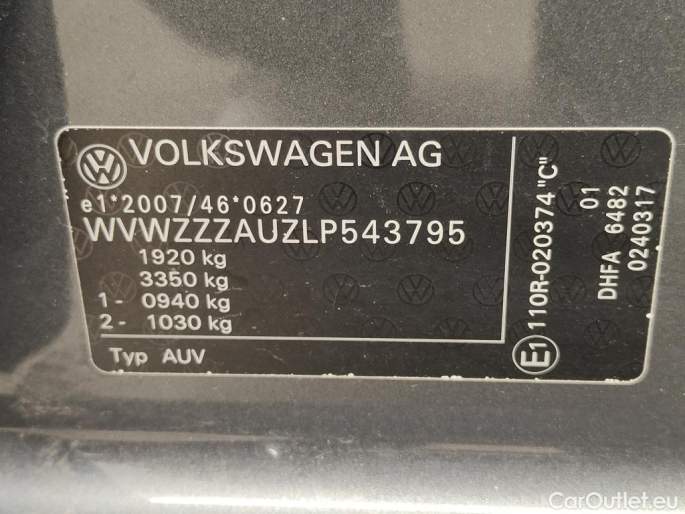 VOLKSWAGEN AG
e1*2007/46*0627
WVWZZZAUZLP543795
1920 kg
3350 kg
1- 0940 kg
2- 1030 kg
Typ AUV
E1 110R-020374 "C"
01
DHFA 6482
0240317
CarOutlet.eu